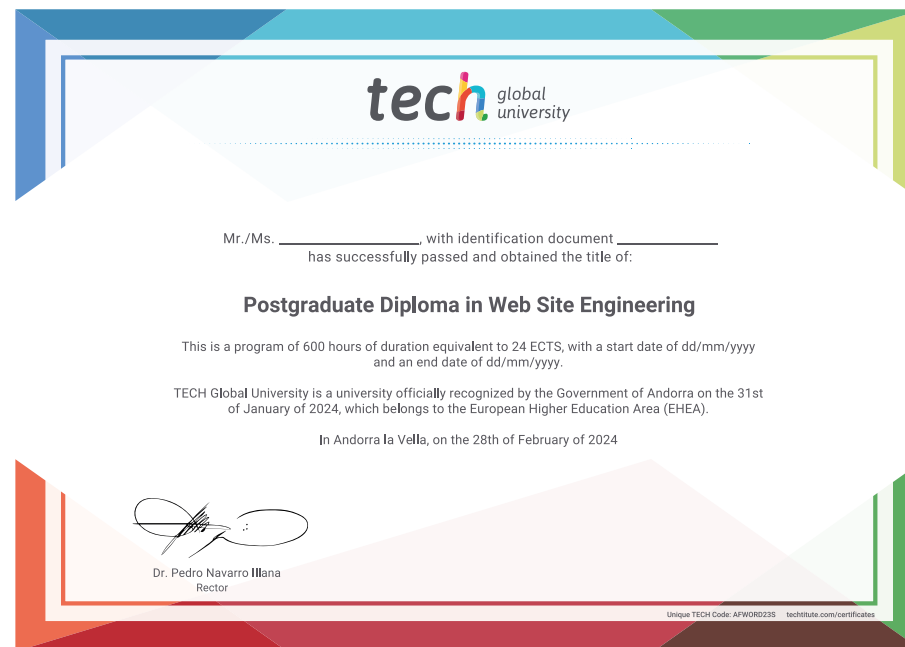 tech global
university
Mr./Ms. ____________________, with identification document ______________
has successfully passed and obtained the title of:
Postgraduate Diploma in Web Site Engineering
This is a program of 600 hours of duration equivalent to 24 ECTS, with a start date of dd/mm/yyyy
and an end date of dd/mm/yyyy.
TECH Global University is a university officially recognized by the Government of Andorra on the 31st
of January of 2024, which belongs to the European Higher Education Area (EHEA).
In Andorra la Vella, on the 28th of February of 2024
Dr. Pedro Navarro Illana
Rector
Unique TECH Code: AFWORD23S techtitute.com/certificates